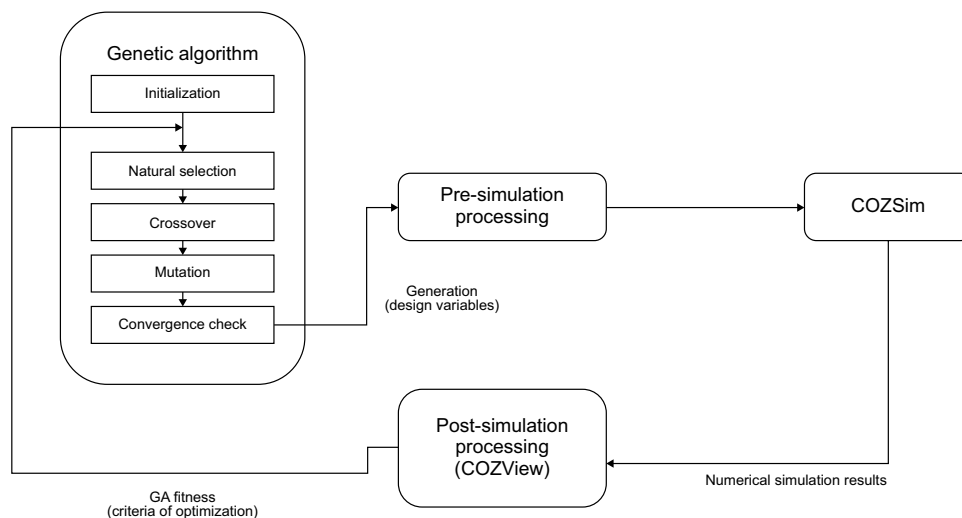 Genetic algorithm
Initialization
Natural selection
Crossover
Mutation
Convergence check
Pre-simulation
processing
COZSim
Generation
(design variables)
Post-simulation
processing
(COZView)
Numerical simulation results
GA fitness
(criteria of optimization)